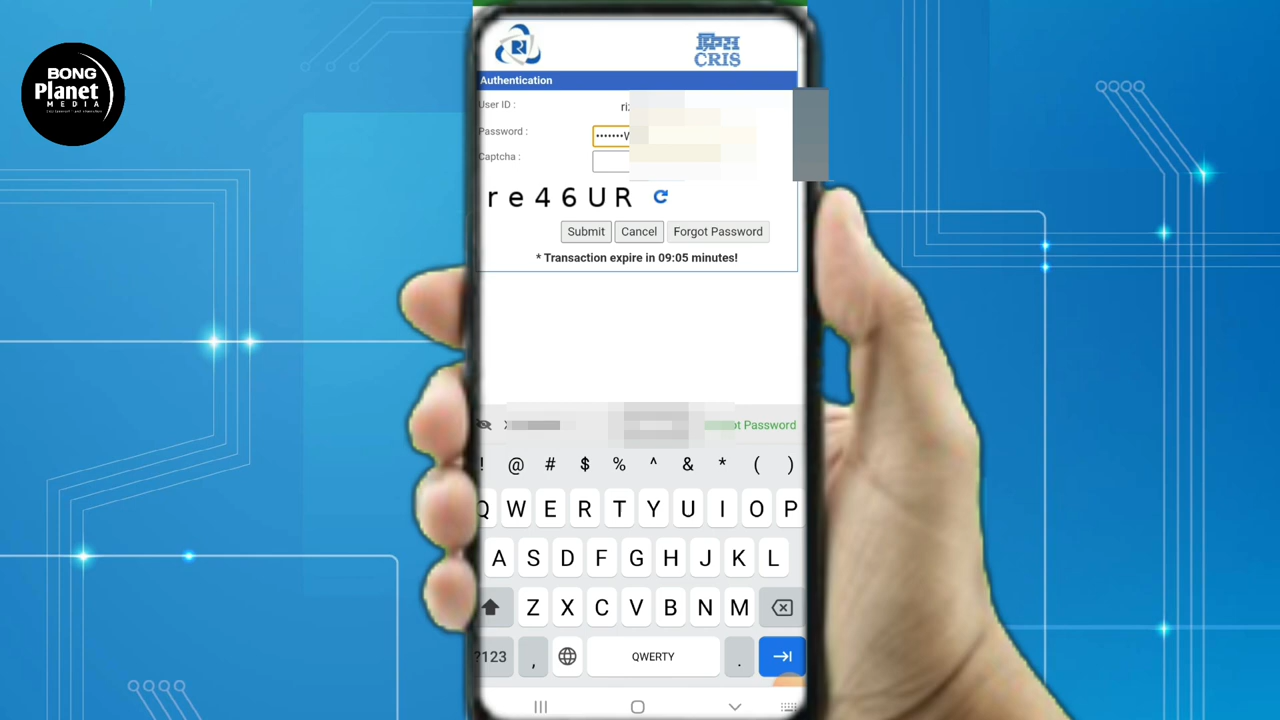 BONG
Planet
MEDIA
क्रिस
CRIS
Authentication
User ID :
Password :
•••••••
Captcha :
re46UR
Submit Cancel Forgot Password
* Transaction expire in 09:05 minutes!
Password
! @ # $ % ^ & * ( )
Q W E R T Y U I O P
A S D F G H J K L
Z X C V B N M
?123 , QWERTY .